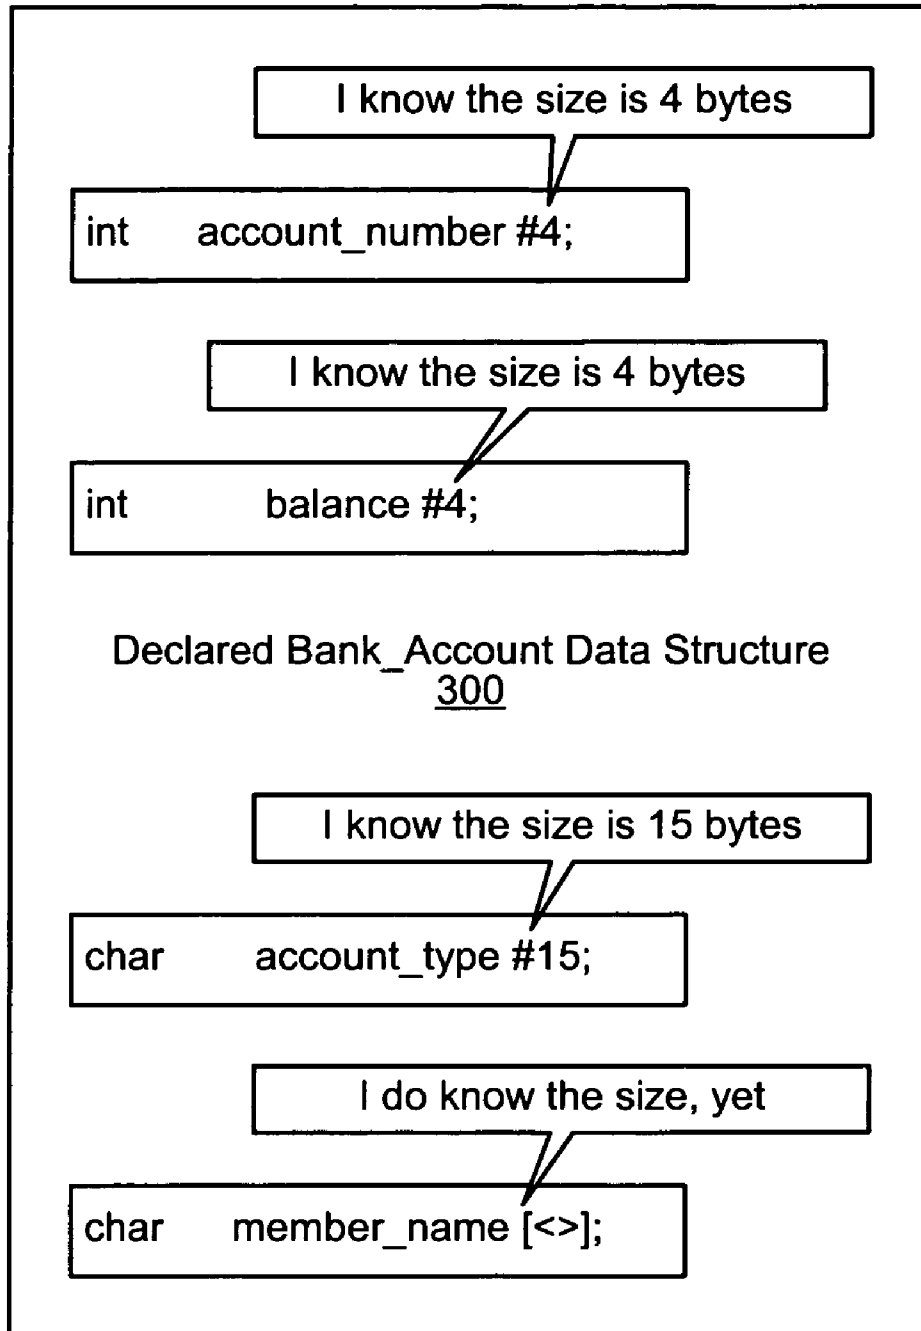 I know the size is 4 bytes
int account_number #4;
I know the size is 4 bytes
int balance #4;
Declared Bank_Account Data Structure
300
I know the size is 15 bytes
char account_type #15;
I do know the size, yet
char member_name [<>];